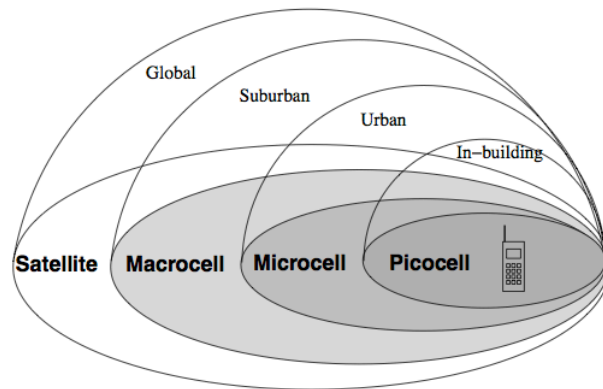 Global
Suburban
Urban
In−building
Satellite
Macrocell
Microcell
Picocell